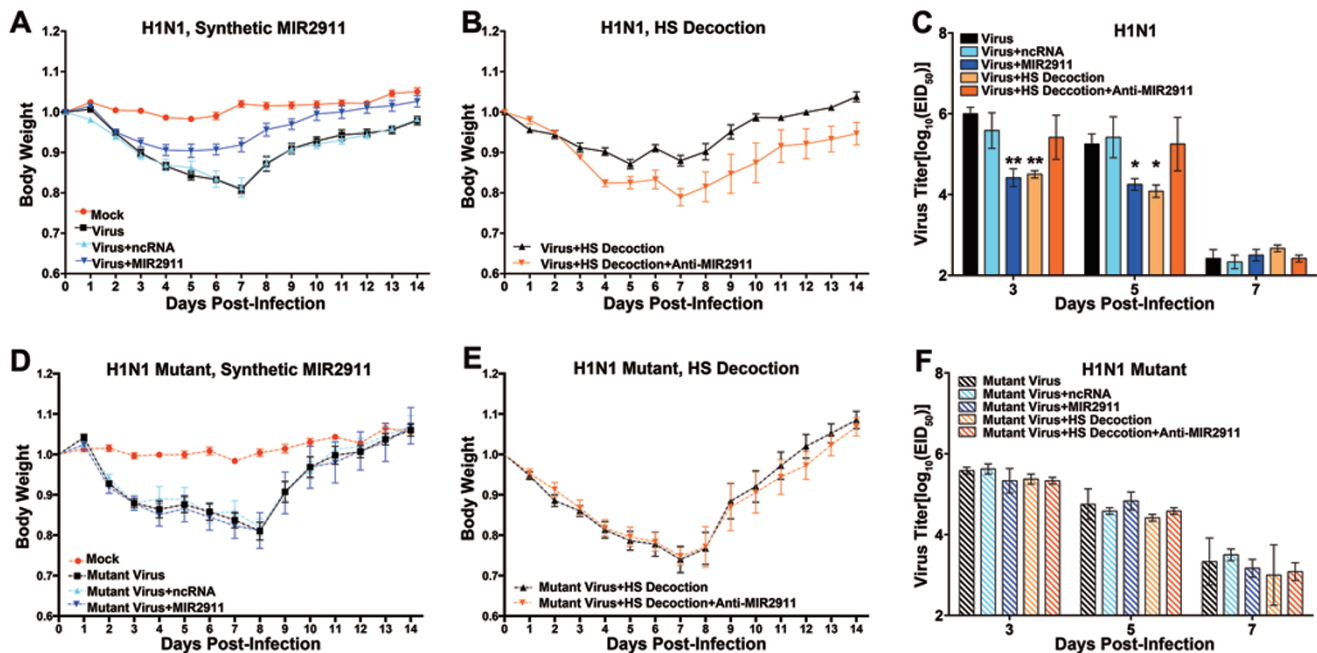 A
H1N1, Synthetic MIR2911
Body Weight
1.2
1.1
1.0
0.9
0.8
0.7
0.6
Mock
Virus
Virus+ncRNA
Virus+MIR2911
0 1 2 3 4 5 6 7 8 9 10 11 12 13 14
Days Post-Infection
B
H1N1, HS Decoction
Body Weight
1.2
1.1
1.0
0.9
0.8
0.7
0.6
Virus+HS Decoction
Virus+HS Decoction+Anti-MIR2911
0 1 2 3 4 5 6 7 8 9 10 11 12 13 14
Days Post-Infection
C
H1N1
Virus Titer[log10(EID50)]
6
4
2
Virus
Virus+ncRNA
Virus+MIR2911
Virus+HS Decoction
Virus+HS Deccotion+Anti-MIR2911
** **
* *
3 5 7
Days Post-Infection
D
H1N1 Mutant, Synthetic MIR2911
Body Weight
1.2
1.1
1.0
0.9
0.8
0.7
0.6
Mock
Mutant Virus
Mutant Virus+ncRNA
Mutant Virus+MIR2911
0 1 2 3 4 5 6 7 8 9 10 11 12 13 14
Days Post-Infection
E
H1N1 Mutant, HS Decoction
Body Weight
1.2
1.1
1.0
0.9
0.8
0.7
0.6
Mutant Virus+HS Decoction
Mutant Virus+HS Decoction+Anti-MIR2911
0 1 2 3 4 5 6 7 8 9 10 11 12 13 14
Days Post-Infection
F
H1N1 Mutant
Virus Titer[log10(EID50)]
6
4
2
Mutant Virus
Mutant Virus+ncRNA
Mutant Virus+MIR2911
Mutant Virus+HS Decoction
Mutant Virus+HS Deccotion+Anti-MIR2911
3 5 7
Days Post-Infection